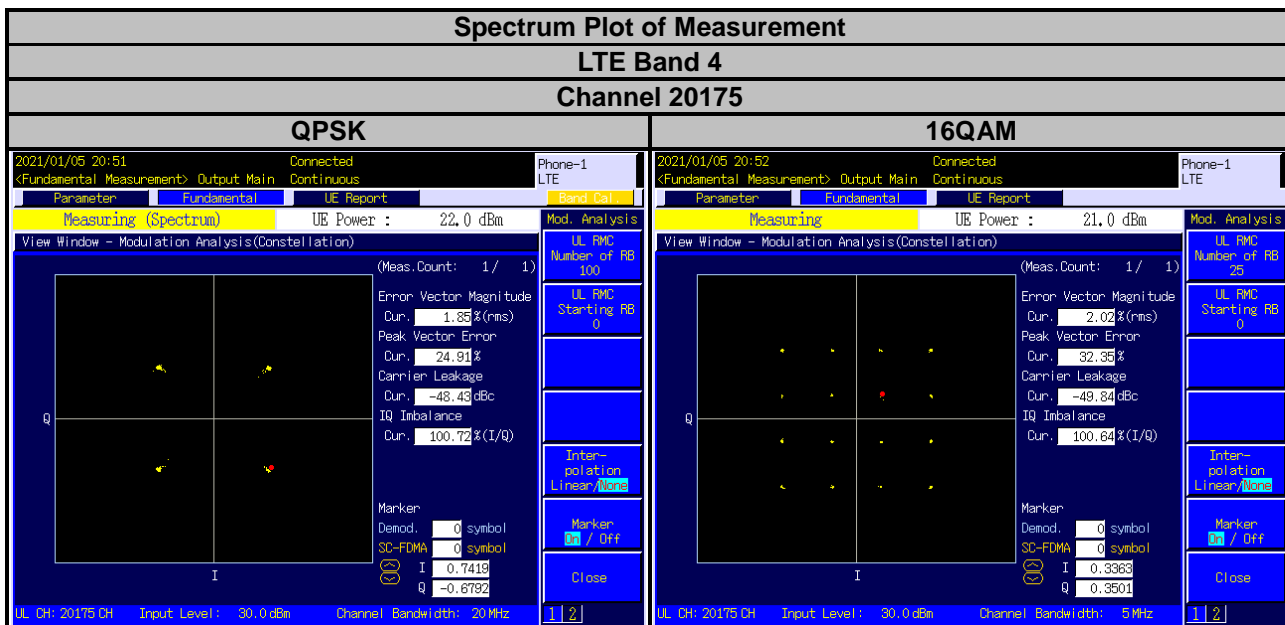 Spectrum Plot of Measurement
LTE Band 4
Channel 20175
QPSK
2021/01/05 20:51 Connected Phone-1
<Fundamental Measurement> Output Main Continuous LTE
Parameter Fundamental UE Report Band Cal.
Measuring (Spectrum) UE Power : 22.0 dBm Mod. Analysis
View Window - Modulation Analysis(Constellation)
(Meas.Count: 1/ 1)
Error Vector Magnitude
Cur. 1.85 %(rms)
Peak Vector Error
Cur. 24.91 %
Carrier Leakage
Cur. -48.43 dBc
IQ Imbalance
Cur. 100.72 %(I/Q)
Q
I
Marker
Demod. 0 symbol
SC-FDMA 0 symbol
I 0.7419
Q -0.6792
UL RMC
Number of RB
100
UL RMC
Starting RB
0
Inter-
polation
Linear/None
Marker
On / Off
Close
UL CH: 20175 CH Input Level: 30.0 dBm Channel Bandwidth: 20 MHz 1 2
16QAM
2021/01/05 20:52 Connected Phone-1
<Fundamental Measurement> Output Main Continuous LTE
Parameter Fundamental UE Report
Measuring UE Power : 21.0 dBm Mod. Analysis
View Window - Modulation Analysis(Constellation)
(Meas.Count: 1/ 1)
Error Vector Magnitude
Cur. 2.02 %(rms)
Peak Vector Error
Cur. 32.35 %
Carrier Leakage
Cur. -49.84 dBc
IQ Imbalance
Cur. 100.64 %(I/Q)
Q
I
Marker
Demod. 0 symbol
SC-FDMA 0 symbol
I 0.3363
Q 0.3501
UL RMC
Number of RB
25
UL RMC
Starting RB
0
Inter-
polation
Linear/None
Marker
On / Off
Close
UL CH: 20175 CH Input Level: 30.0 dBm Channel Bandwidth: 5 MHz 1 2